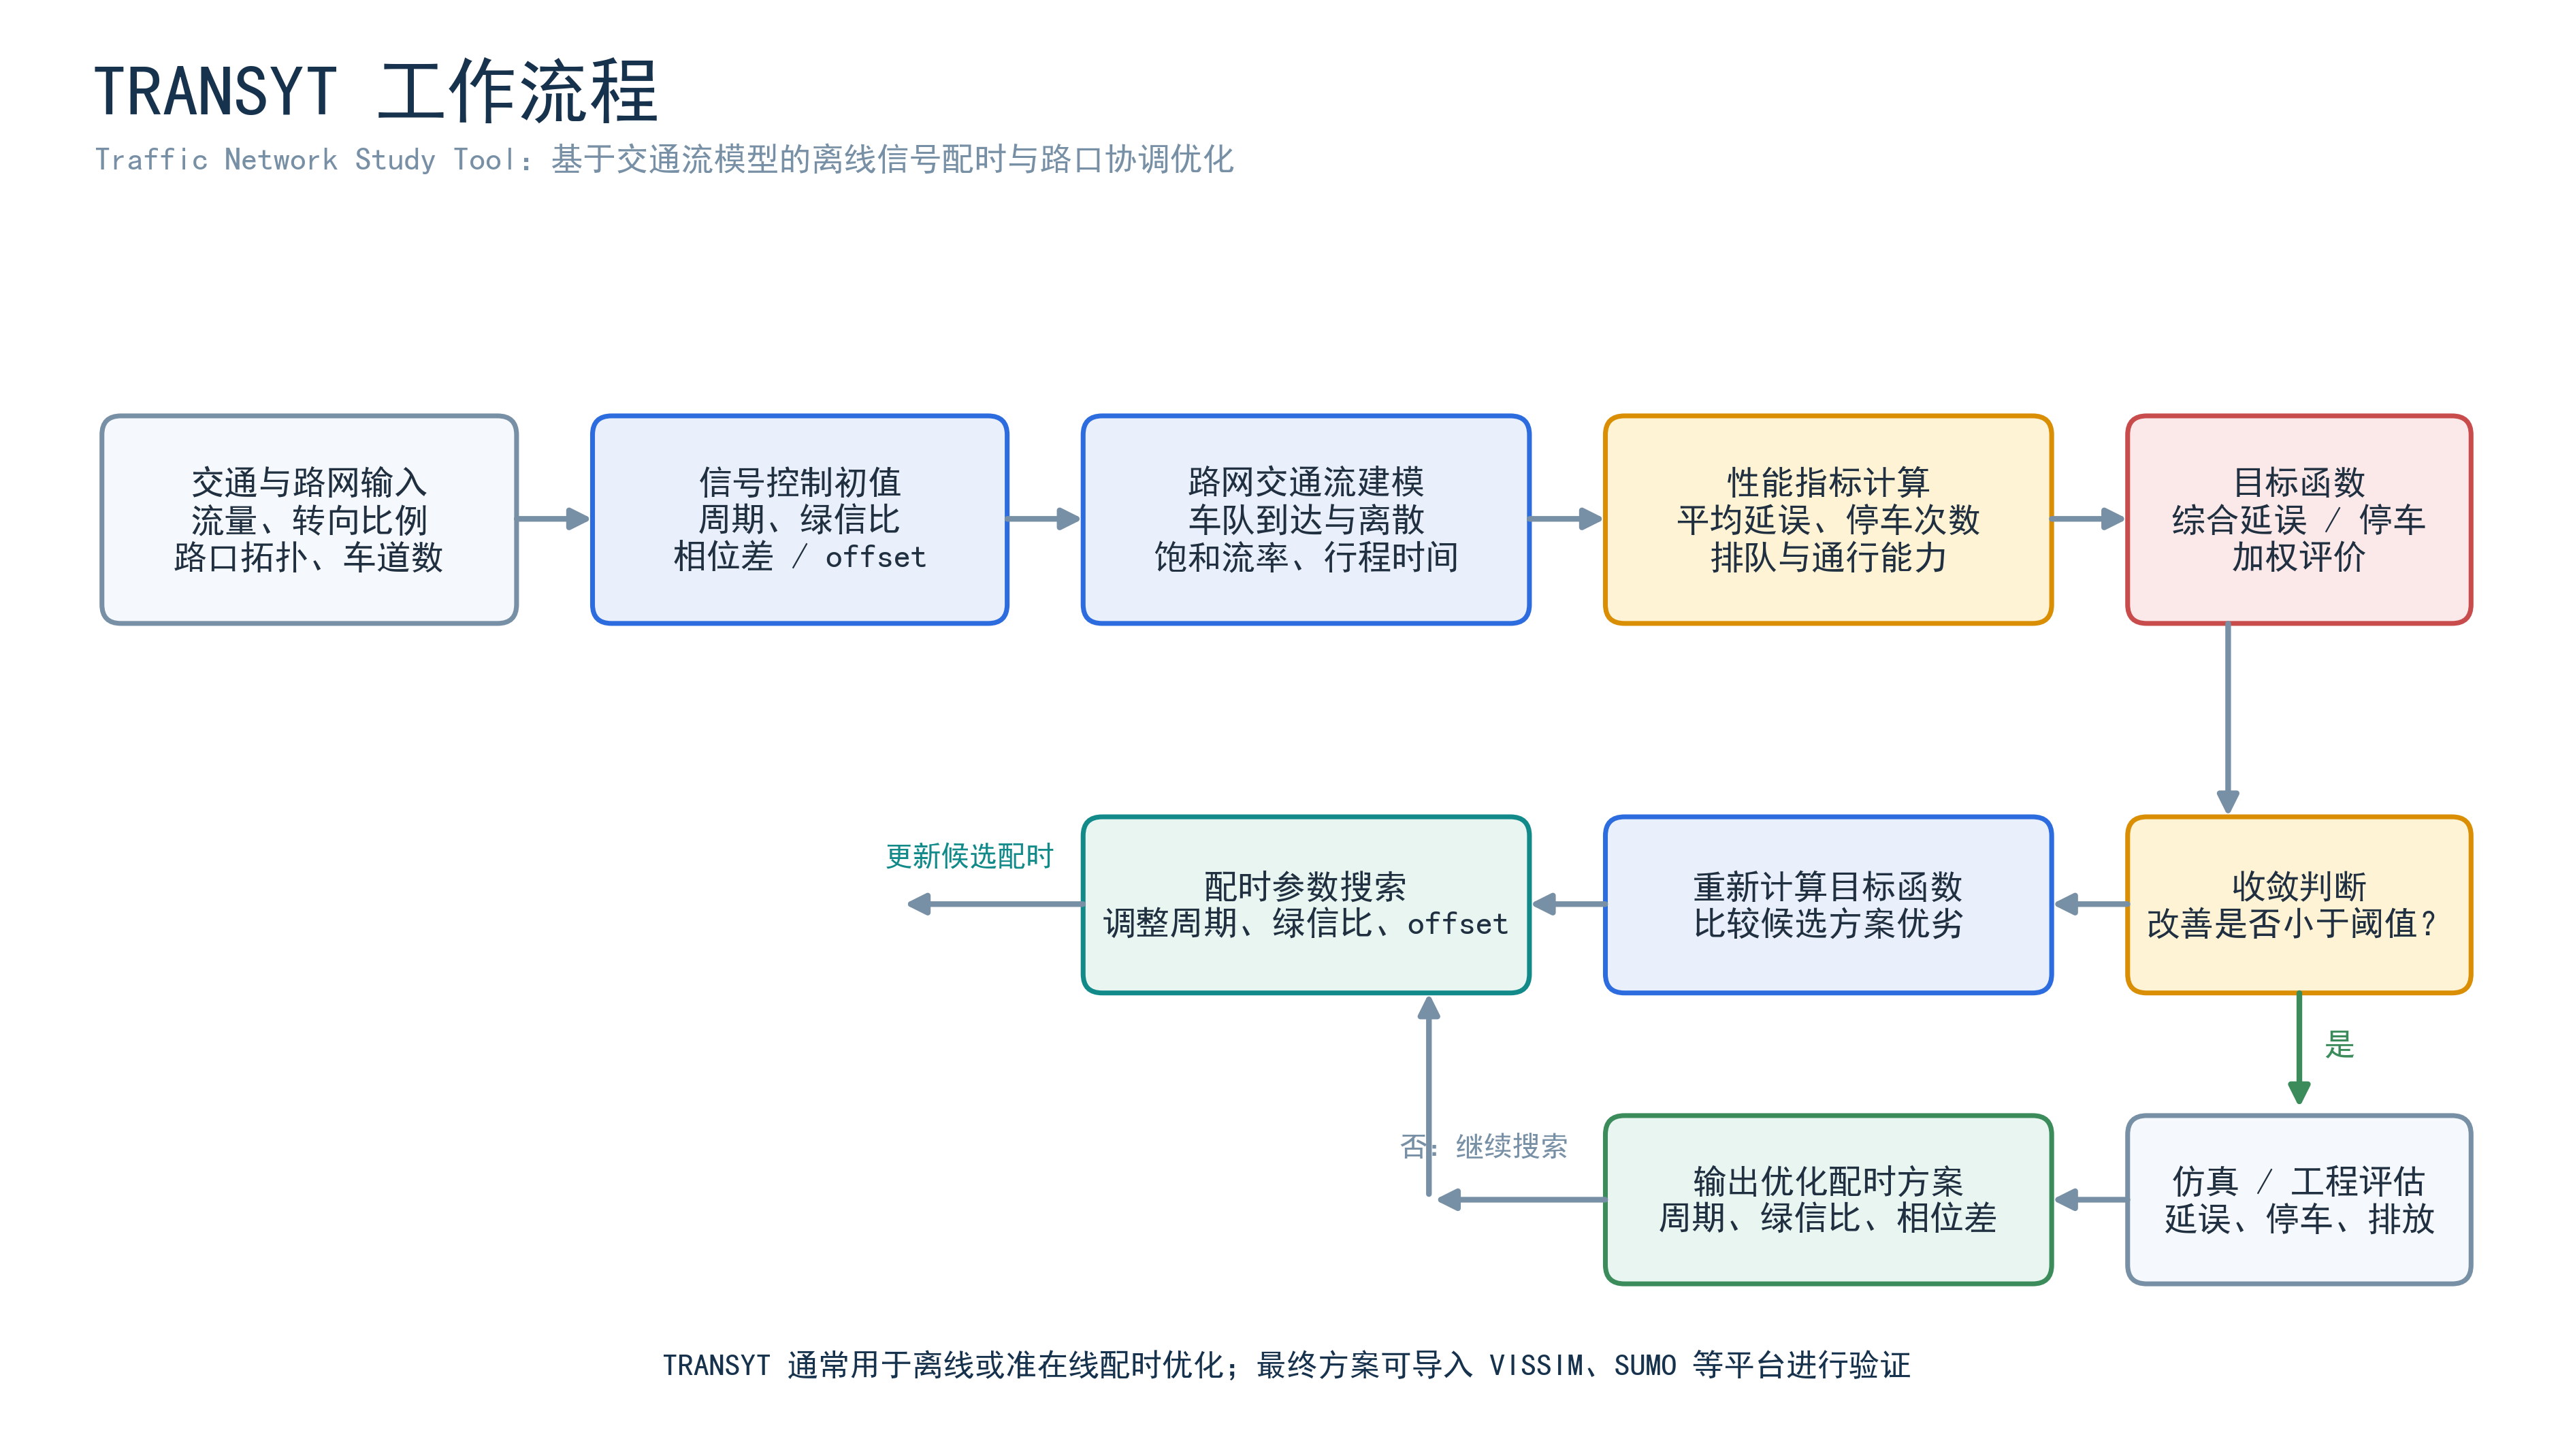 TRANSYT 工作流程
Traffic Network Study Tool：基于交通流模型的离线信号配时与路口协调优化
交通与路网输入
流量、转向比例
路口拓扑、车道数
信号控制初值
周期、绿信比
相位差 / offset
路网交通流建模
车队到达与离散
饱和流率、行程时间
性能指标计算
平均延误、停车次数
排队与通行能力
目标函数
综合延误 / 停车
加权评价
更新候选配时
配时参数搜索
调整周期、绿信比、offset
重新计算目标函数
比较候选方案优劣
收敛判断
改善是否小于阈值？
是
否：继续搜索
输出优化配时方案
周期、绿信比、相位差
仿真 / 工程评估
延误、停车、排放
TRANSYT 通常用于离线或准在线配时优化；最终方案可导入 VISSIM、SUMO 等平台进行验证